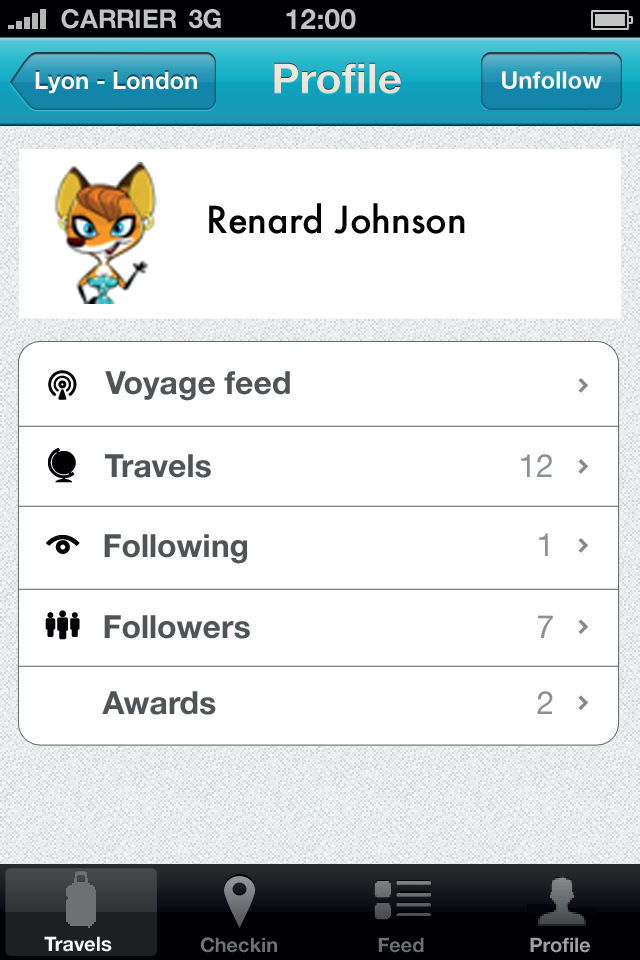 CARRIER 3G 12:00
Lyon - London Profile Unfollow
Renard Johnson
Voyage feed
Travels 12
Following 1
Followers 7
Awards 2
Travels Checkin Feed Profile